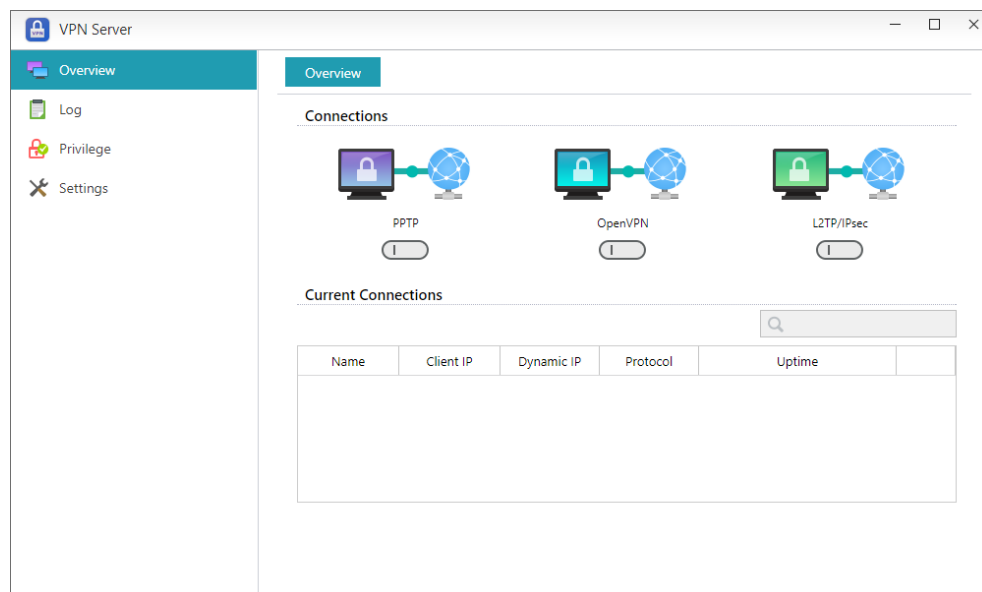 VPN Server
Overview
Log
Privilege
Settings
Overview
Connections
PPTP OpenVPN L2TP/IPsec
Current Connections
Name Client IP Dynamic IP Protocol Uptime